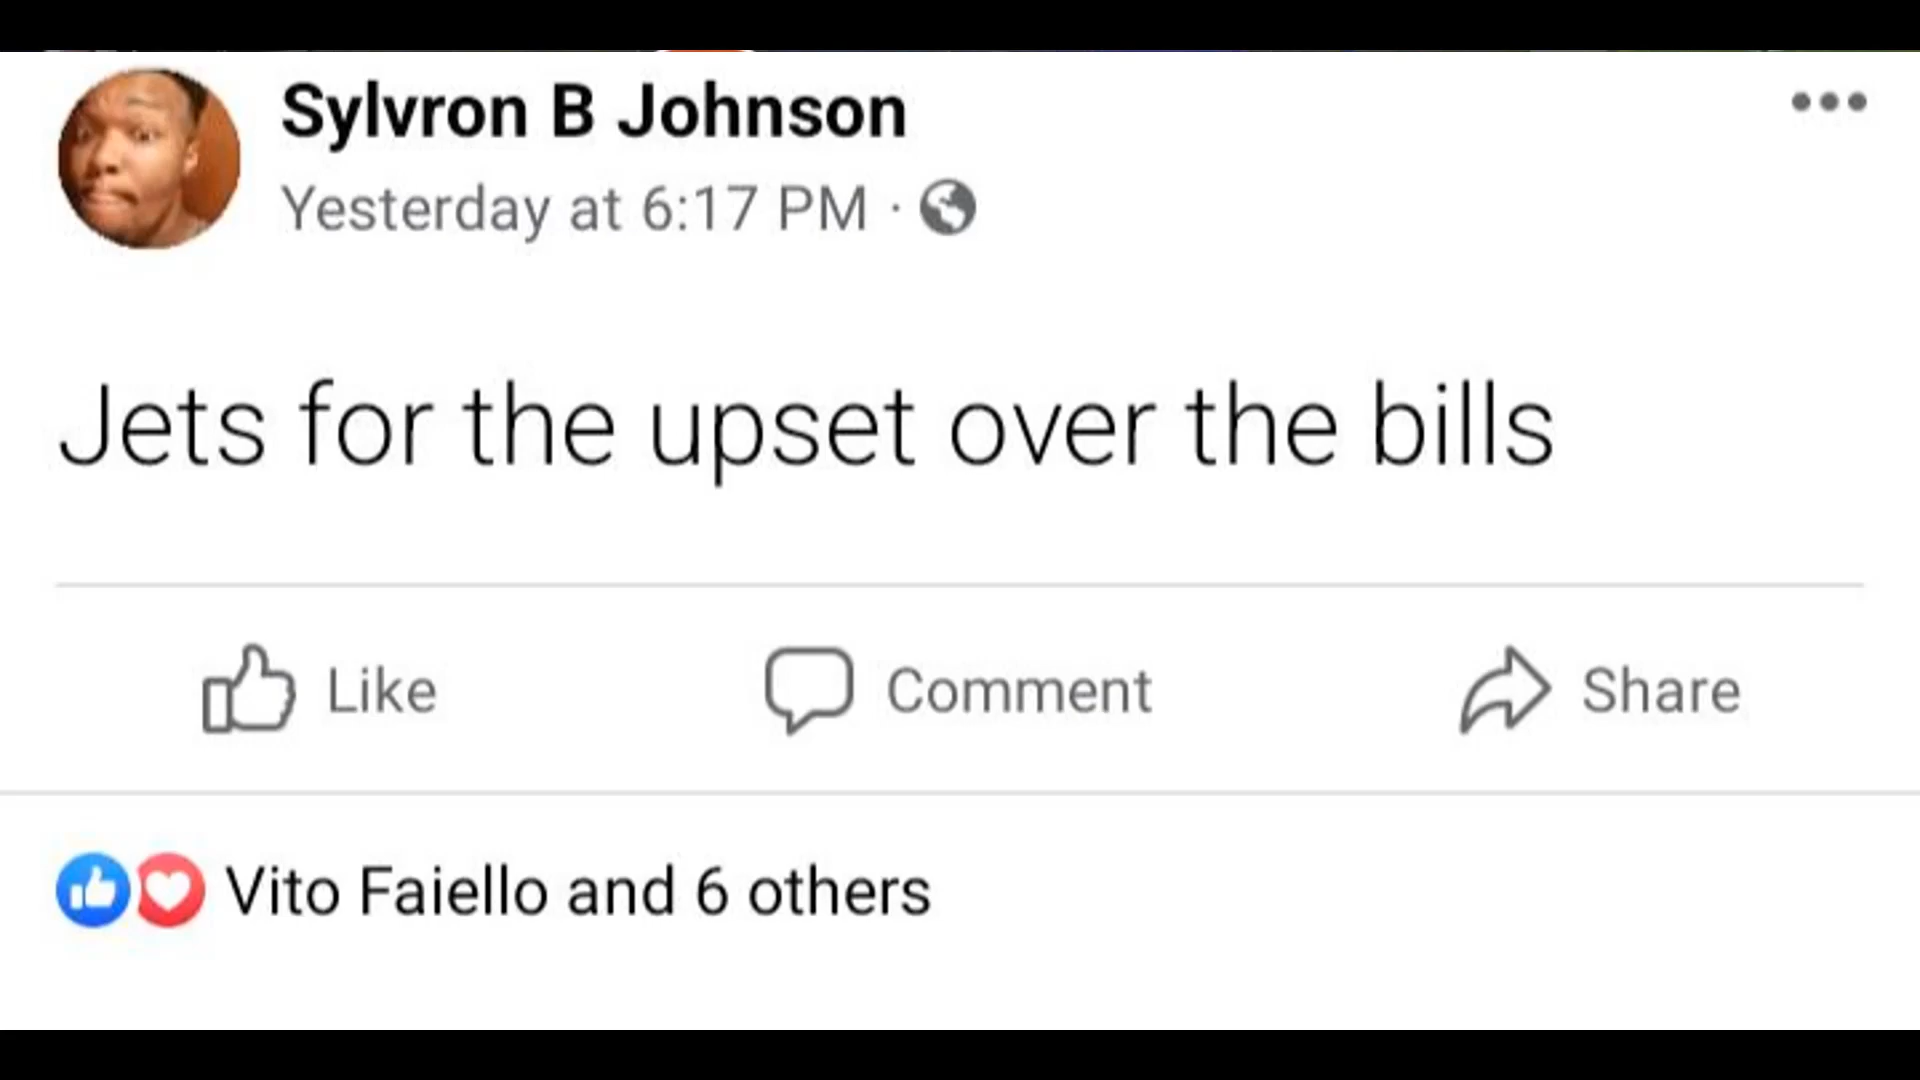 Sylvron B Johnson
Yesterday at 6:17 PM ·
Jets for the upset over the bills
Like
Comment
Share
Vito Faiello and 6 others